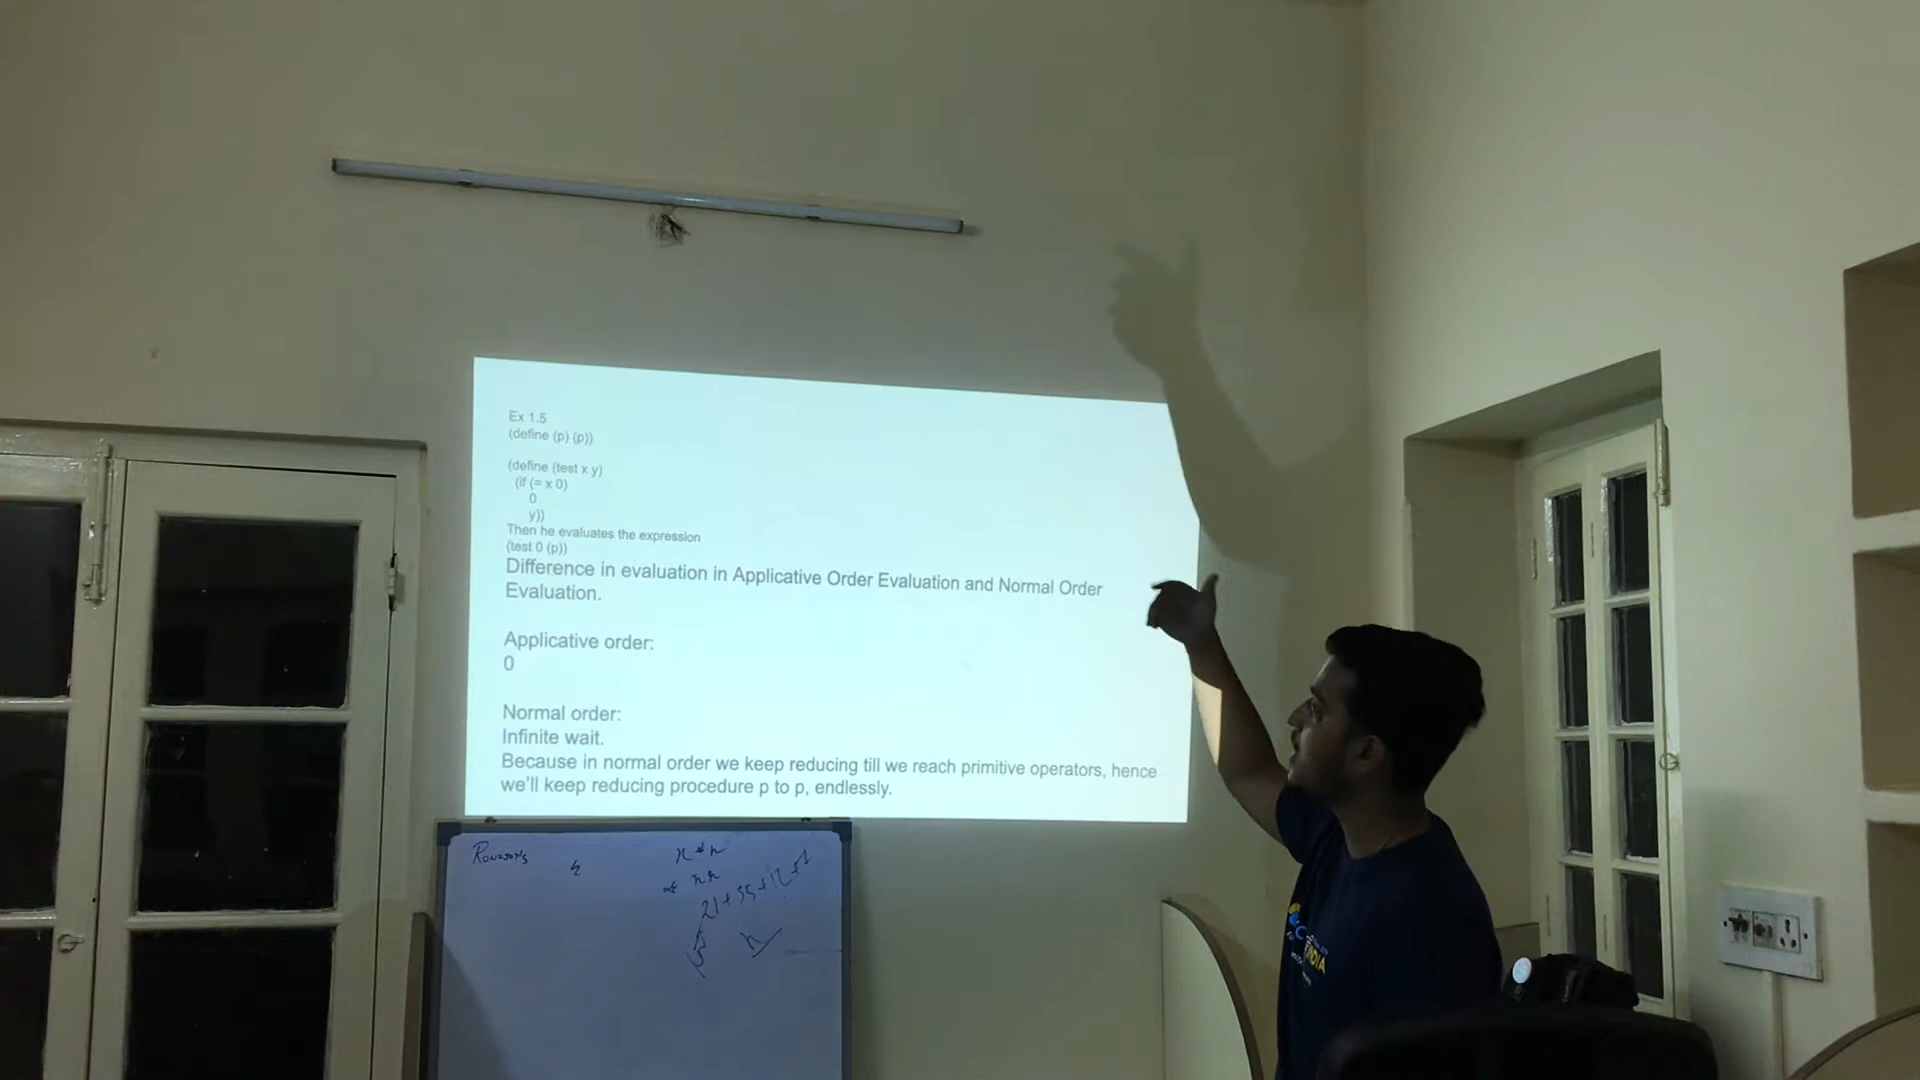 Ex 1.5
(define (p) (p))
(define (test x y)
(if (= x 0)
0
y))
Then he evaluates the expression
(test 0 (p))
Difference in evaluation in Applicative Order Evaluation and Normal Order
Evaluation.
Applicative order:
0
Normal order:
Infinite wait.
Because in normal order we keep reducing till we reach primitive operators, hence
we'll keep reducing procedure p to p, endlessly.
21+35+12+
INDIA